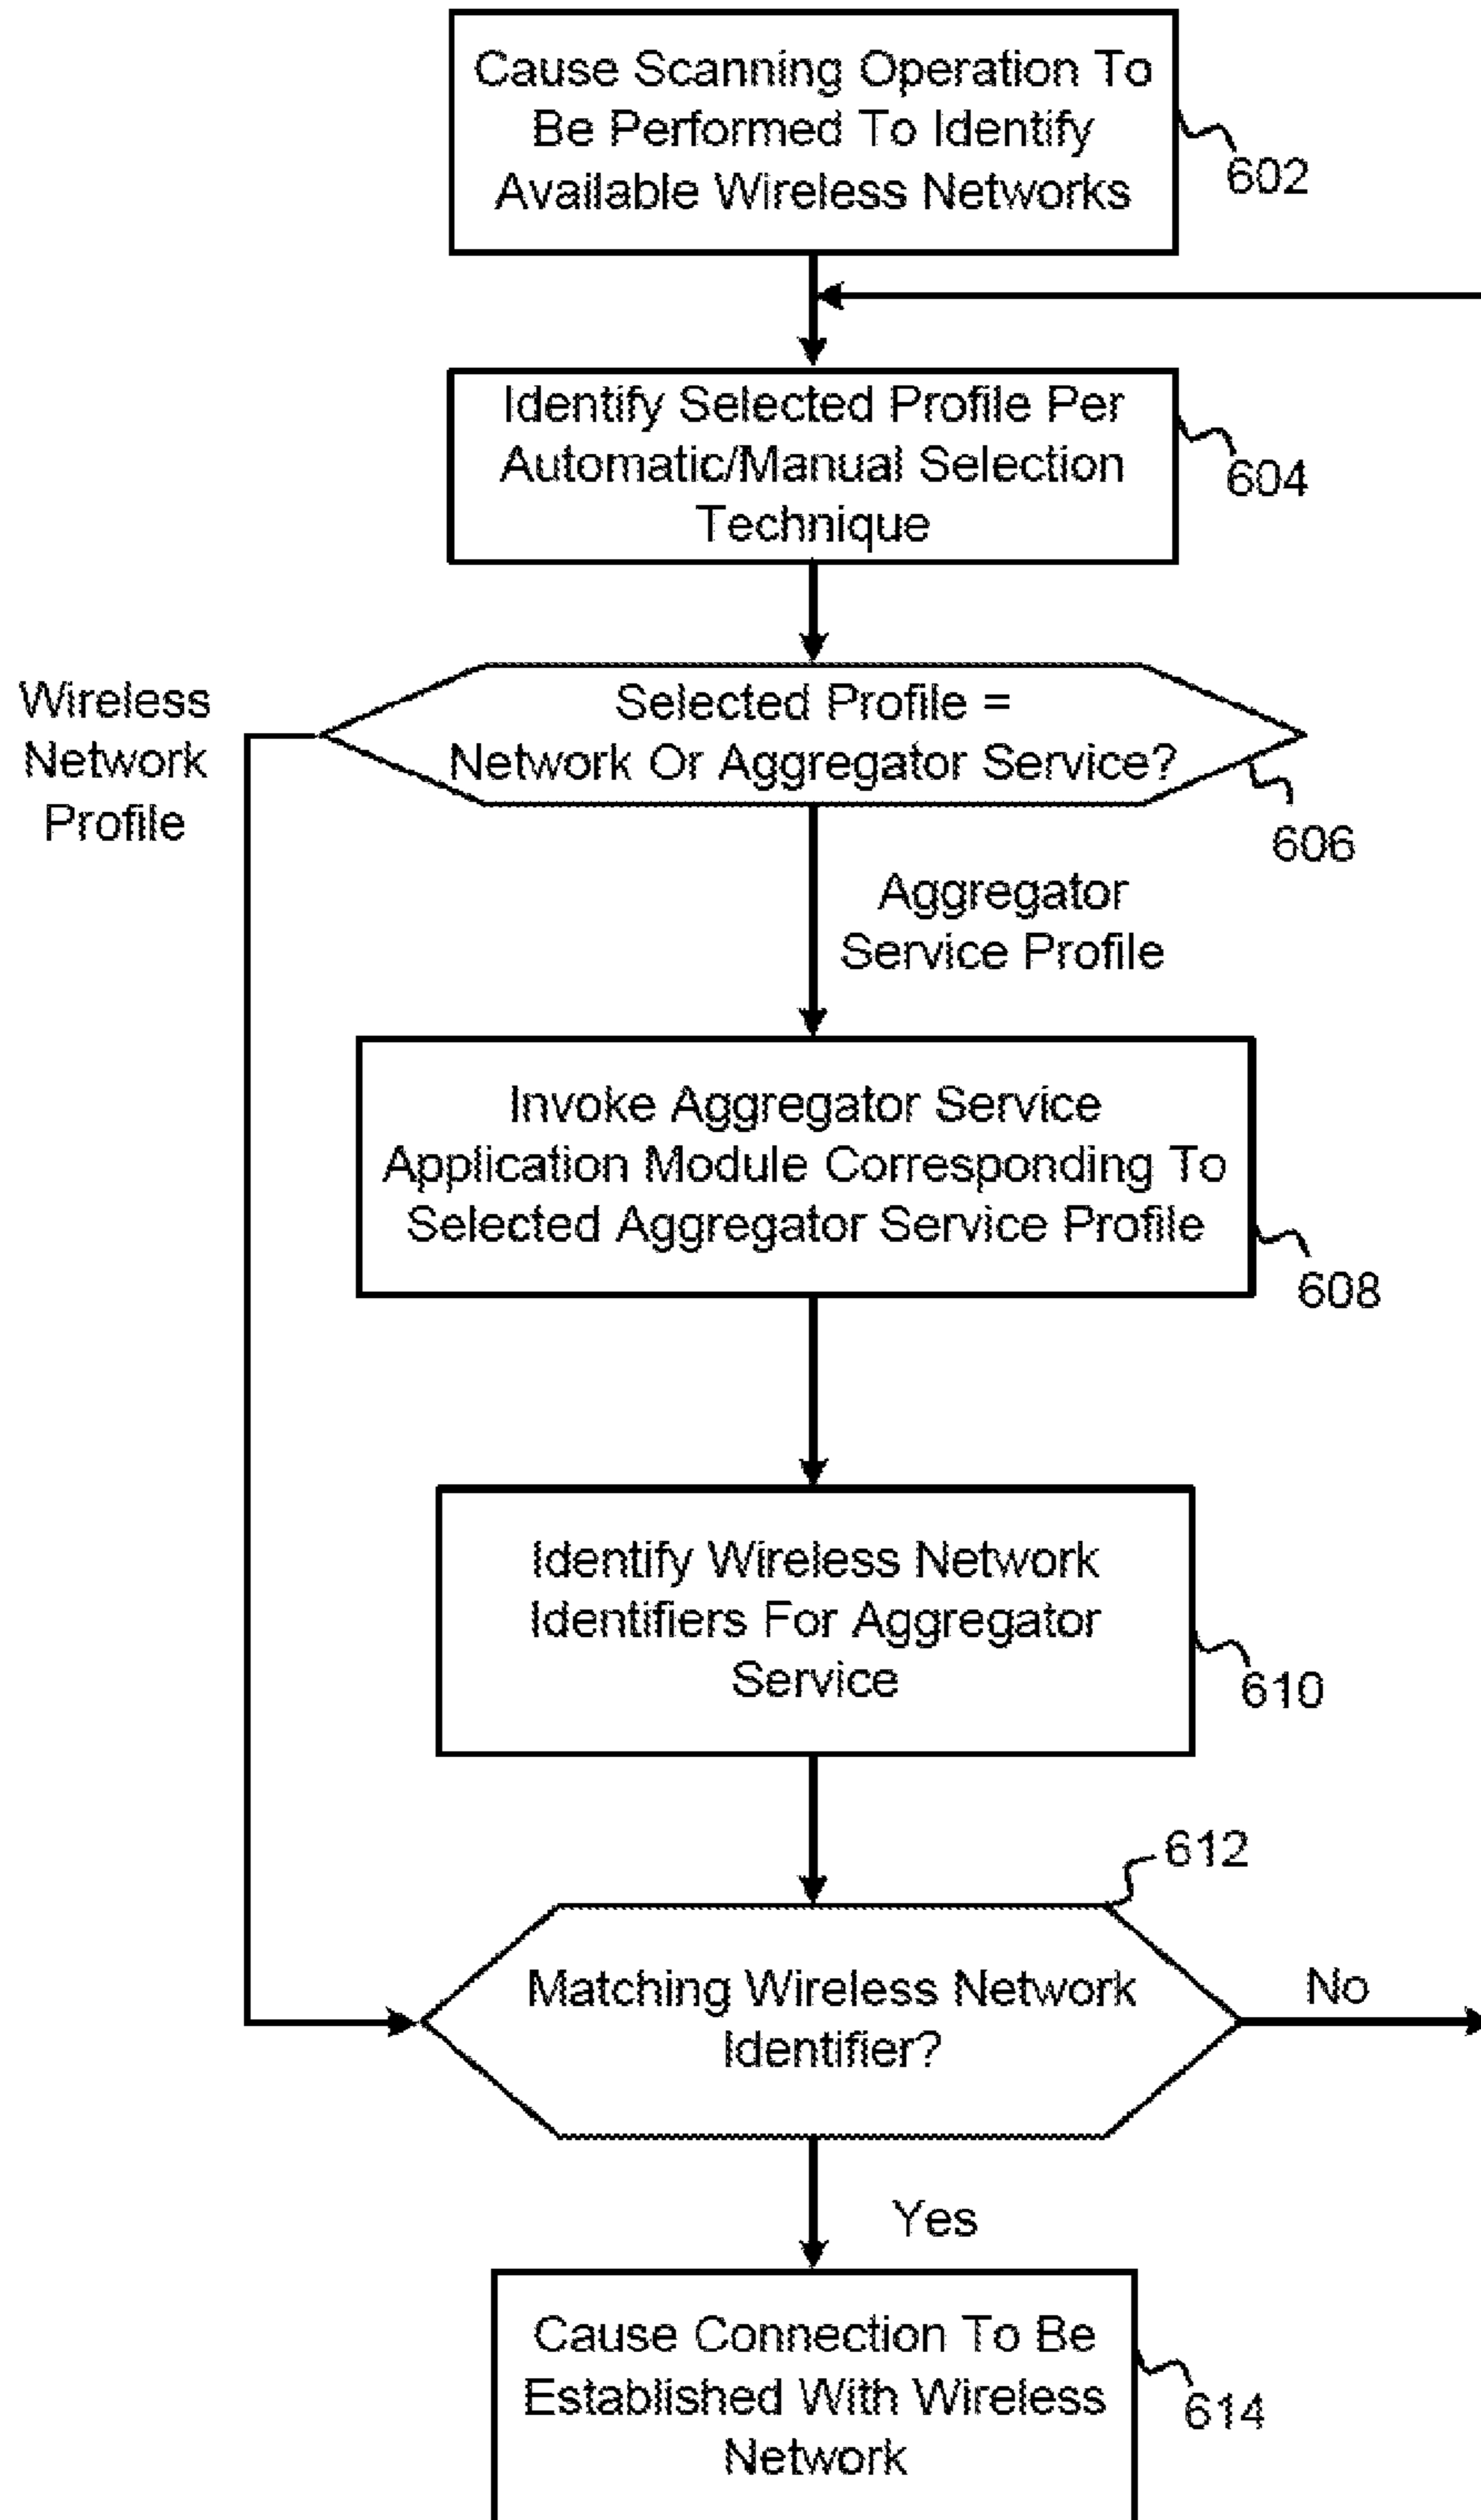 Cause Scanning Operation To
Be Performed To Identify
Available Wireless Networks
602
Identify Selected Profile Per
Automatic/Manual Selection
Technique
604
Wireless
Network
Profile
Selected Profile =
Network Or Aggregator Service?
606
Aggregator
Service Profile
Invoke Aggregator Service
Application Module Corresponding To
Selected Aggregator Service Profile
608
Identify Wireless Network
Identifiers For Aggregator
Service
610
612
Matching Wireless Network
Identifier?
No
Yes
Cause Connection To Be
Established With Wireless
Network
614